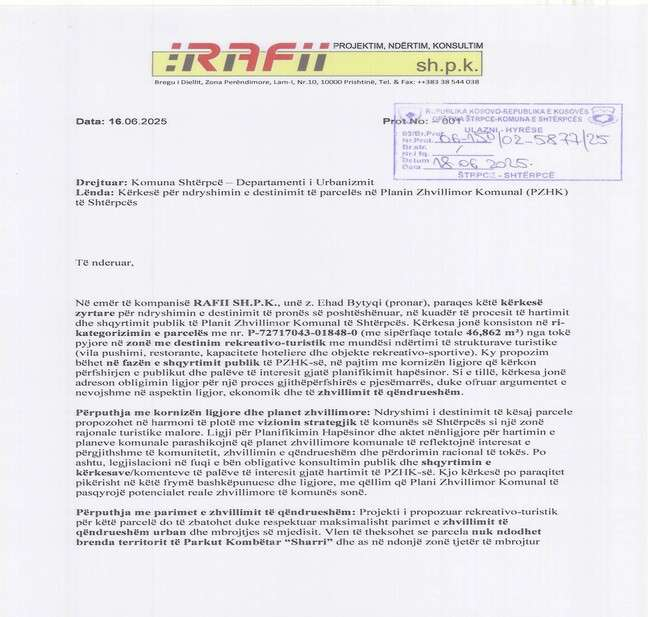 RAFII PROJEKTIM, NDËRTIM, KONSULTIM
sh.p.k.
Bregu i Diellit, Zona Perëndimore, Lam-I, Nr.10, 10000 Prishtinë, Tel. & Fax: ++383 38 544 038
Data: 16.06.2025
Prot No: 001
REPUBLIKA KOSOVO-REPUBLIKA E KOSOVËS
OPŠTINA ŠTRPCE-KOMUNA E SHTËRPCËS
ULAZNI - HYRËSE
02-5877/25
Datum
Data 18.06.2025.
ŠTRPCE - SHTËRPCË
Drejtuar: Komuna Shtërpcë – Departamenti i Urbanizmit
Lënda: Kërkesë për ndryshimin e destinimit të parcelës në Planin Zhvillimor Komunal (PZHK)
të Shtërpcës
Të nderuar,
Në emër të kompanisë RAFII SH.P.K., unë z. Ehad Bytyqi (pronar), paraqes këtë kërkesë
zyrtare për ndryshimin e destinimit të pronës së poshtëshënuar, në kuadër të procesit të hartimit
dhe shqyrtimit publik të Planit Zhvillimor Komunal të Shtërpcës. Kërkesa jonë konsiston në ri-
kategorizimin e parcelës me nr. P-72717043-01848-0 (me sipërfaqe totale 46,862 m²) nga tokë
pyjore në zonë me destinim rekreativo-turistik me mundësi ndërtimi të strukturave turistike
(vila pushimi, restorante, kapacitete hoteliere dhe objekte rekreativo-sportive). Ky propozim
bëhet në fazën e shqyrtimit publik të PZHK-së, në pajtim me kornizën ligjore që kërkon
përfshirjen e publikut dhe palëve të interesit gjatë planifikimit hapësinor. Si e tillë, kërkesa jonë
adreson obligimin ligjor për një proces gjithëpërfshirës e pjesëmarrës, duke ofruar argumentet e
nevojshme në aspektin ligjor, ekonomik dhe të zhvillimit të qëndrueshëm.
Përputhja me kornizën ligjore dhe planet zhvillimore: Ndryshimi i destinimit të kësaj parcele
propozohet në harmoni të plotë me vizionin strategjik të komunës së Shtërpcës si një zonë
rajonale turistike malore. Ligji për Planifikimin Hapësinor dhe aktet nënligjore për hartimin e
planeve komunale parashikojnë që planet zhvillimore komunale të reflektojnë interesat e
përgjithshme të komunitetit, zhvillimin e qëndrueshëm dhe përdorimin racional të tokës. Po
ashtu, legjislacioni në fuqi e bën obligative konsultimin publik dhe shqyrtimin e
kërkesave/komenteve të palëve të interesit gjatë hartimit të PZHK-së. Kjo kërkesë po paraqitet
pikërisht në këtë frymë bashkëpunuese dhe ligjore, me qëllim që Plani Zhvillimor Komunal të
pasqyrojë potencialet reale zhvillimore të komunës sonë.
Përputhja me parimet e zhvillimit të qëndrueshëm: Projekti i propozuar rekreativo-turistik
për këtë parcelë do të zbatohet duke respektuar maksimalisht parimet e zhvillimit të
qëndrueshëm urban dhe mbrojtjes së mjedisit. Vlen të theksohet se parcela nuk ndodhet
brenda territorit të Parkut Kombëtar “Sharri” dhe as në ndonjë zonë tjetër të mbrojtur